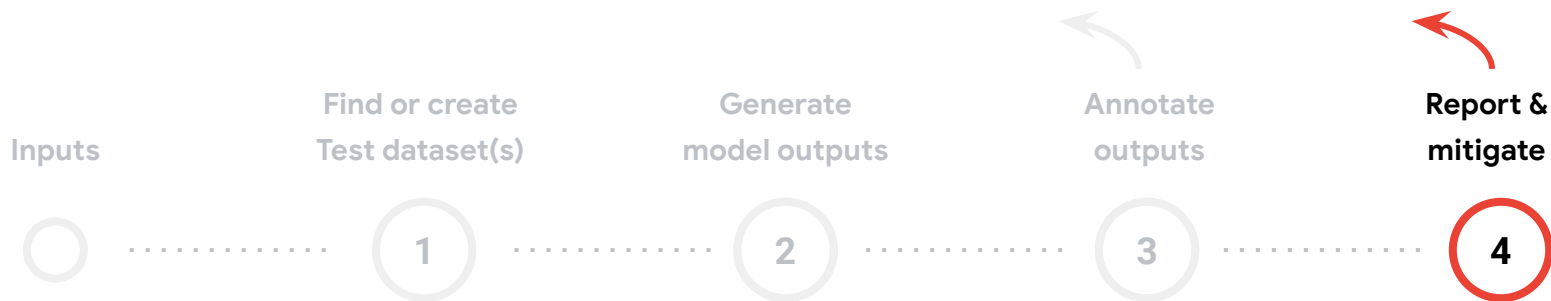 Inputs
Find or create
Test dataset(s)
Generate
model outputs
Annotate
outputs
Report &
mitigate
1
2
3
4